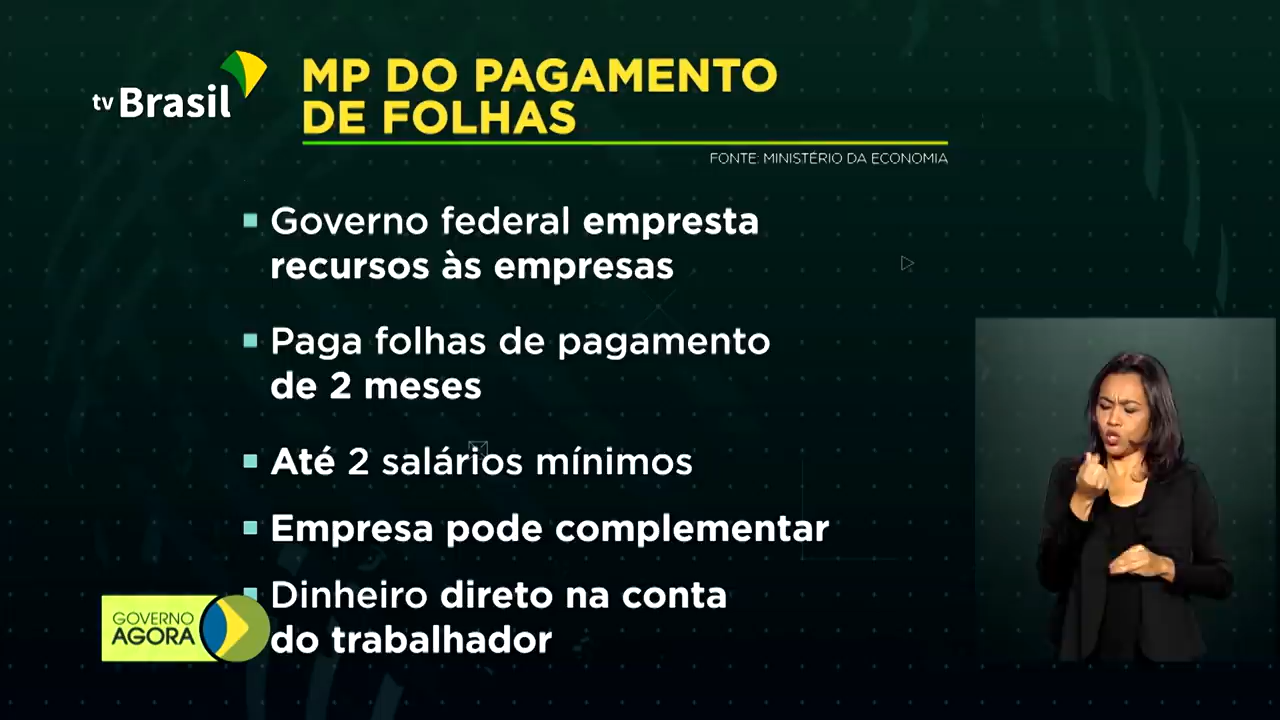 tv Brasil
MP DO PAGAMENTO
DE FOLHAS
FONTE: MINISTÉRIO DA ECONOMIA
Governo federal empresta
recursos às empresas
Paga folhas de pagamento
de 2 meses
Até 2 salários mínimos
Empresa pode complementar
Dinheiro direto na conta
do trabalhador
GOVERNO
AGORA